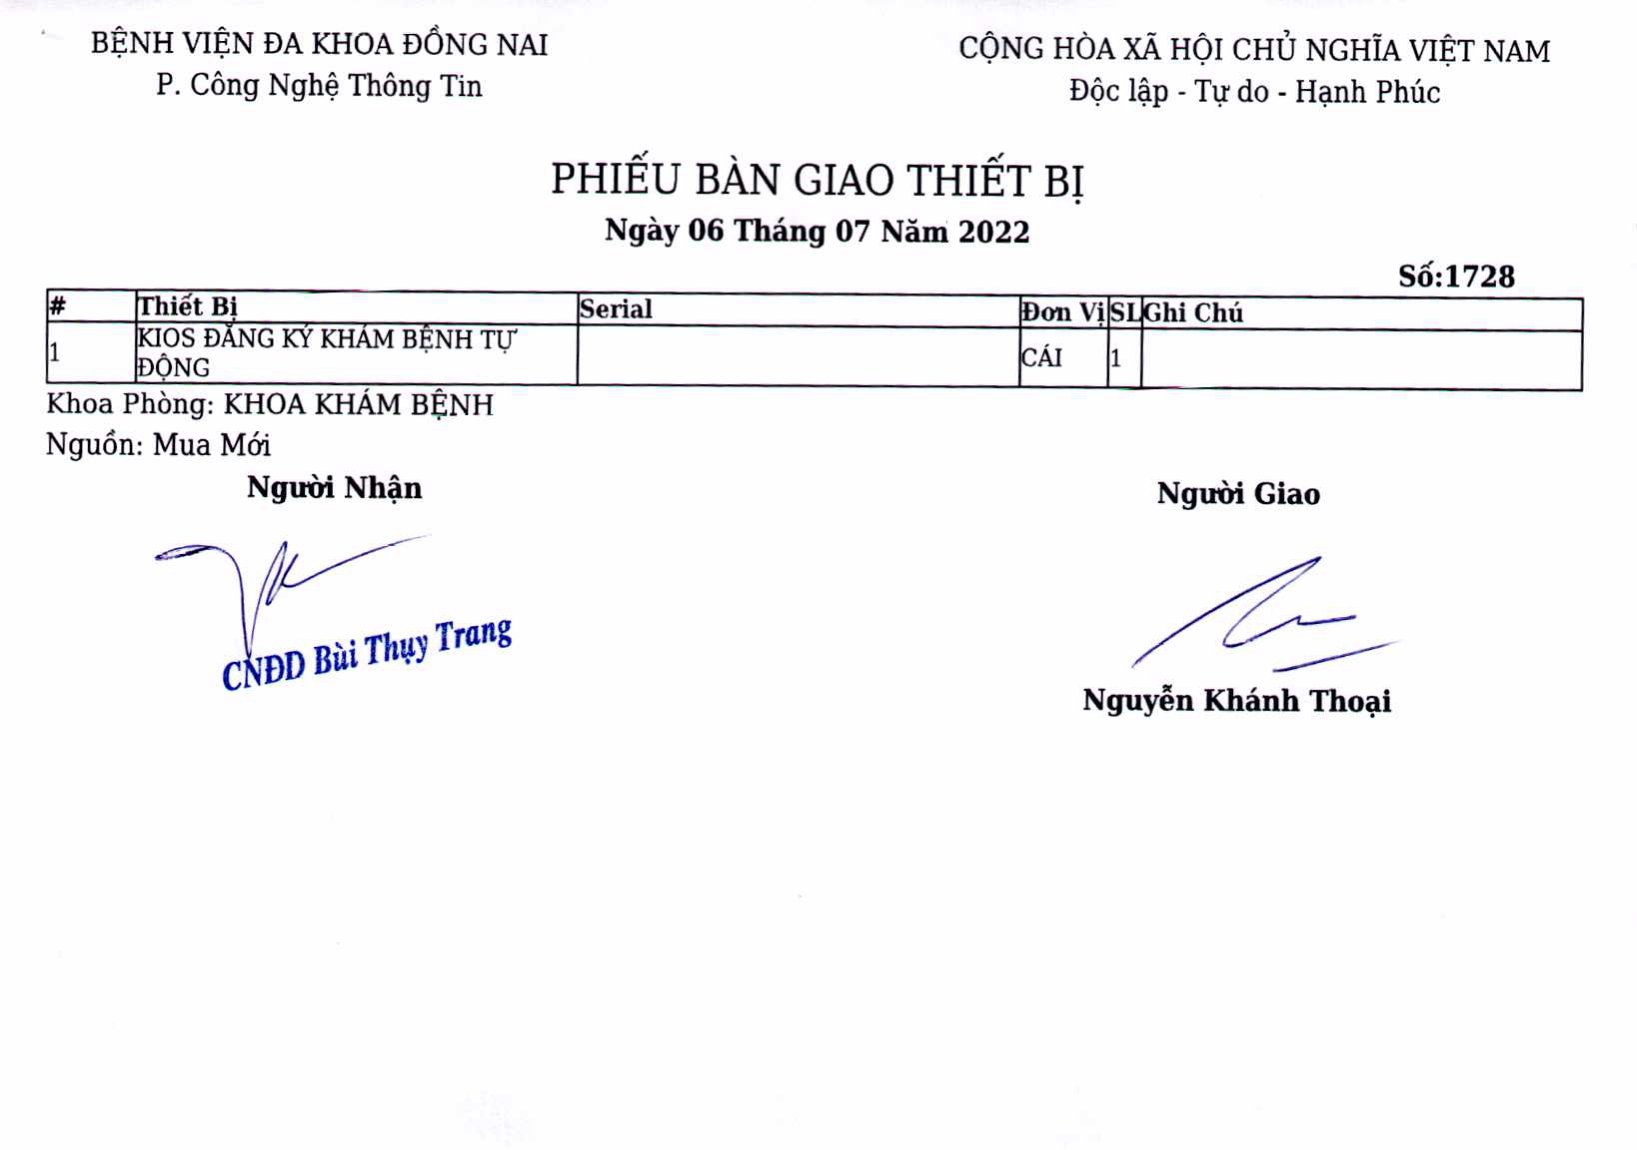 BỆNH VIỆN ĐA KHOA ĐỒNG NAI
P. Công Nghệ Thông Tin
CỘNG HÒA XÃ HỘI CHỦ NGHĨA VIỆT NAM
Độc lập - Tự do - Hạnh Phúc
PHIẾU BÀN GIAO THIẾT BỊ
Ngày 06 Tháng 07 Năm 2022
Số:1728
# Thiết Bị Serial Đơn Vị SL Ghi Chú
1 KIOS ĐĂNG KÝ KHÁM BỆNH TỰ
ĐỘNG CÁI 1
Khoa Phòng: KHOA KHÁM BỆNH
Nguồn: Mua Mới
Người Nhận
Người Giao
CNĐD Bùi Thụy Trang
Nguyễn Khánh Thoại